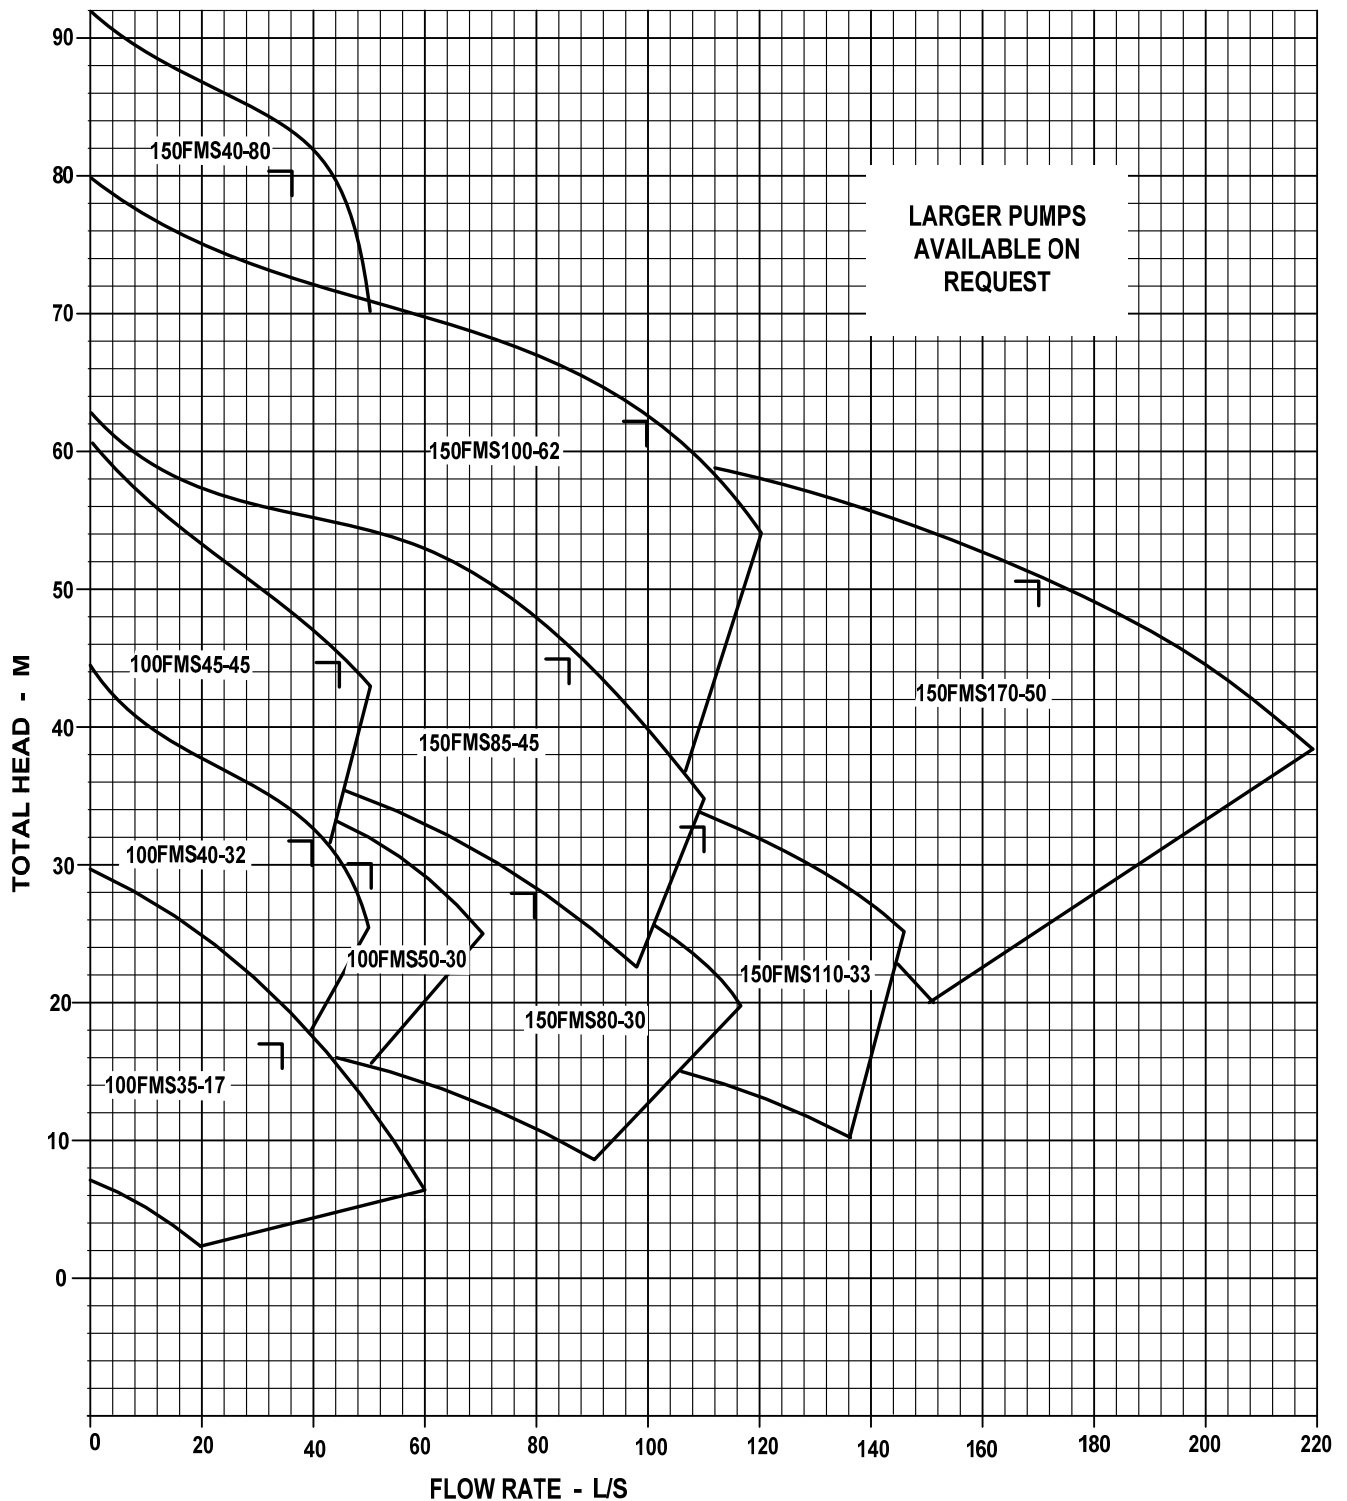 90
150FMS40-80
80
LARGER PUMPS
AVAILABLE ON
REQUEST
70
60
150FMS100-62
50
100FMS45-45
150FMS170-50
40
150FMS85-45
TOTAL HEAD - M
30
100FMS40-32
100FMS50-30
150FMS110-33
20
150FMS80-30
100FMS35-17
10
0
0 20 40 60 80 100 120 140 160 180 200 220
FLOW RATE - L/S